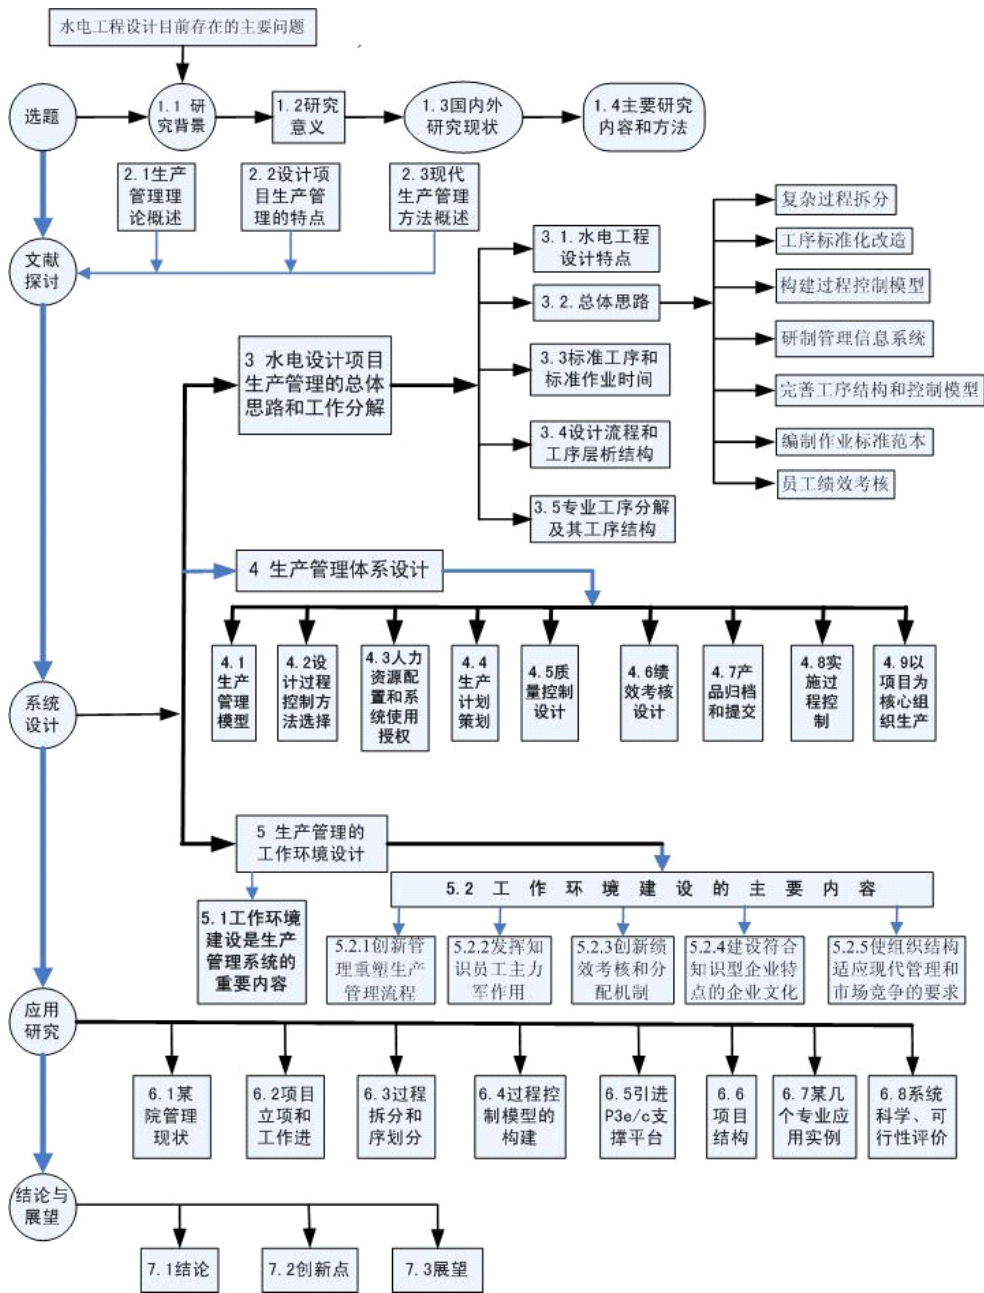 水电工程设计目前存在的主要问题
选题
1.1 研
究背景
1.2研究
意义
1.3国内外
研究现状
1.4主要研究
内容和方法
2.1生产
管理理
论概述
2.2设计项
目生产管
理的特点
2.3现代
生产管理
方法概述
文献
探讨
3 水电设计项目
生产管理的总体
思路和工作分解
3.1.水电工程
设计特点
3.2.总体思路
3.3标准工序和
标准作业时间
3.4设计流程和
工序层析结构
3.5专业工序分解
及其工序结构
复杂过程拆分
工序标准化改造
构建过程控制模型
研制管理信息系统
完善工序结构和控制模型
编制作业标准范本
员工绩效考核
4 生产管理体系设计
系统
设计
4.1
生产
管理
模型
4.2设
计过程
控制方
法选择
4.3人力
资源配
置和系
统使用
授权
4.4
生产
计划
策划
4.5质
量控制
设计
4.6绩
效考核
设计
4.7产
品归档
和提交
4.8实
施过
程控
制
4.9以
项目为
核心组
织生产
5 生产管理的
工作环境设计
5.1工作环境
建设是生产
管理系统的
重要内容
5.2 工 作 环 境 建 设 的 主 要 内 容
5.2.1创新管
理重塑生产
管理流程
5.2.2发挥知
识员工主力
军作用
5.2.3创新绩
效考核和分
配机制
5.2.4建设符合
知识型企业特
点的企业文化
5.2.5使组织结构
适应现代管理和
市场竞争的要求
应用
研究
6.1某
院管理
现状
6.2项目
立项和
工作进
6.3过程
拆分和
序划分
6.4过程控
制模型的
构建
6.5引进
P3e/c支
撑平台
6.6
项目
结构
6.7某几
个专业应
用实例
6.8系统
科学、可
行性评价
结论与
展望
7.1结论
7.2创新点
7.3展望